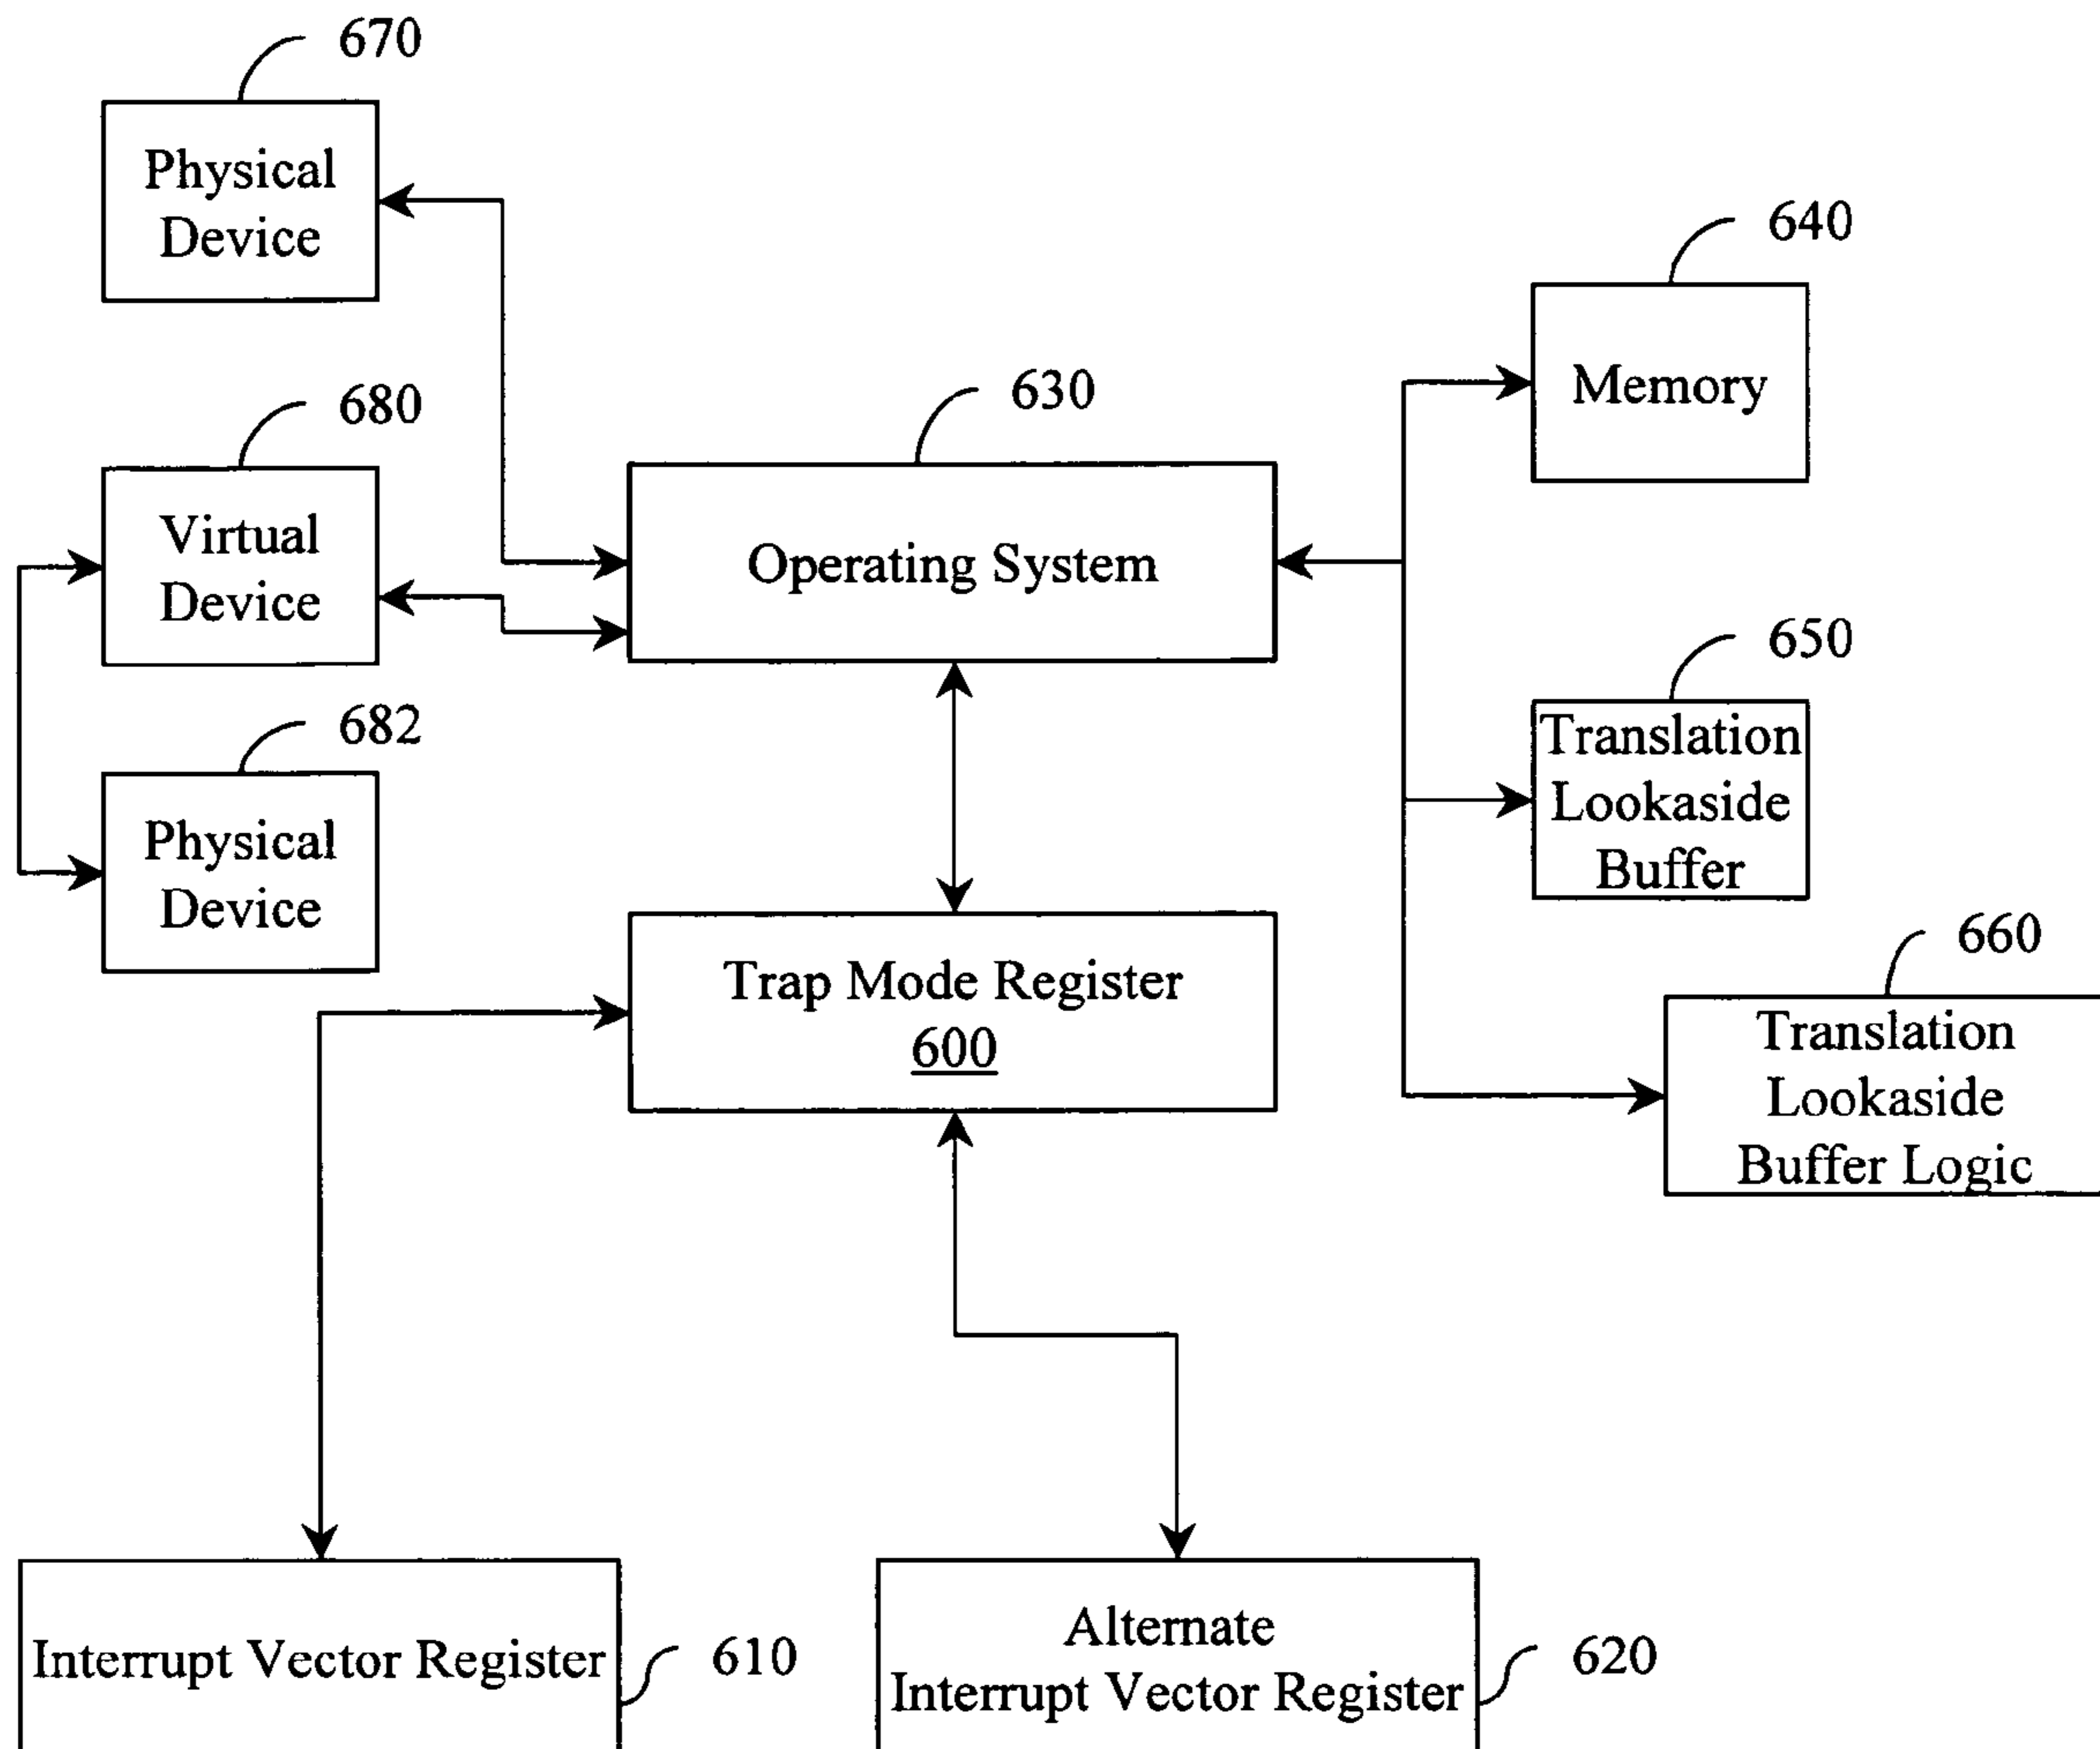 670
Physical
Device
640
Memory
630
Operating System
680
Virtual
Device
650
Translation
Lookaside
Buffer
682
Physical
Device
660
Translation
Lookaside
Buffer Logic
Trap Mode Register
600
Interrupt Vector Register
610
Alternate
Interrupt Vector Register
620